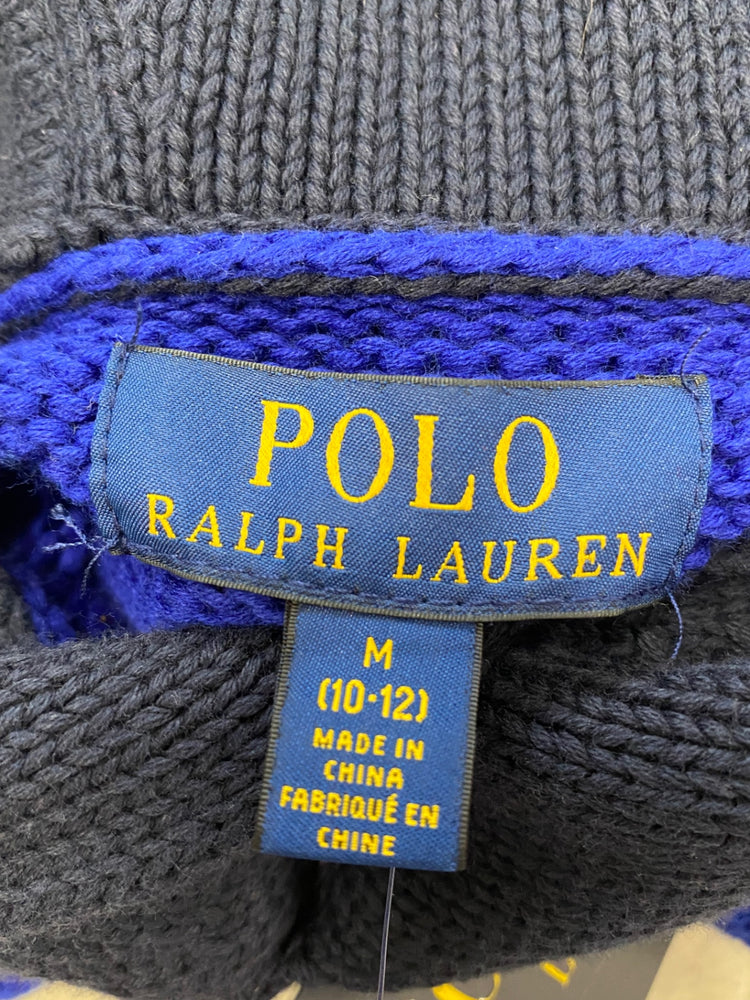 POLO
RALPH LAUREN
M
(10-12)
MADE IN
CHINA
FABRIQUÉ EN
CHINE